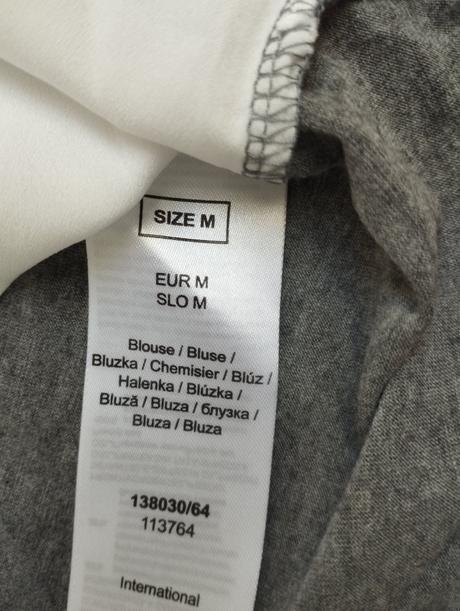 SIZE M
EUR M
SLO M
Blouse / Bluse /
Bluzka / Chemisier / Blúz /
Halenka / Blúzka /
Bluză / Bluza / блузка /
Bluza / Bluza
138030/64
113764
International